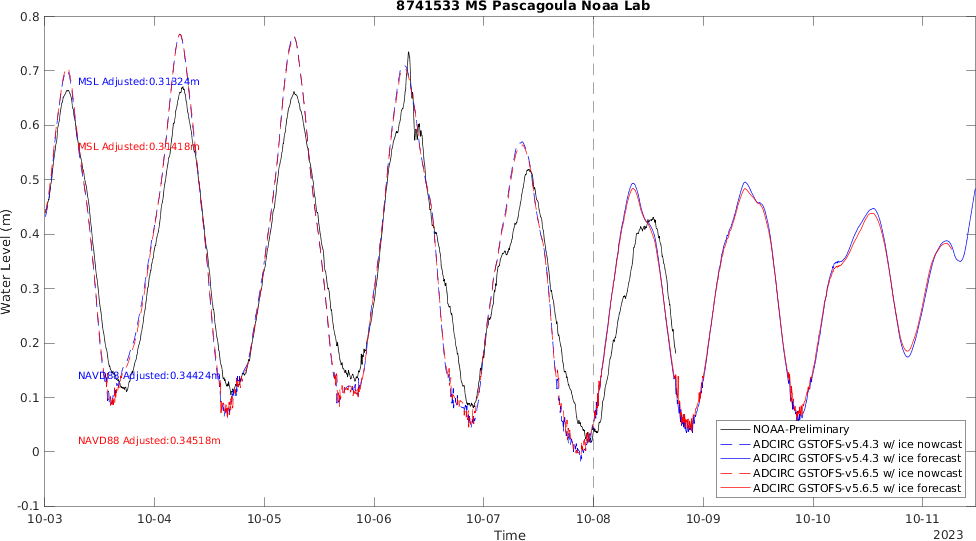 8741533 MS Pascagoula Noaa Lab
Water Level (m)
0.8
0.7
0.6
0.5
0.4
0.3
0.2
0.1
0
-0.1
MSL Adjusted:0.31324m
MSL Adjusted:0.31418m
NAVD88 Adjusted:0.34424m
NAVD88 Adjusted:0.34518m
NOAA-Preliminary
ADCIRC GSTOFS-v5.4.3 w/ ice nowcast
ADCIRC GSTOFS-v5.4.3 w/ ice forecast
ADCIRC GSTOFS-v5.6.5 w/ ice nowcast
ADCIRC GSTOFS-v5.6.5 w/ ice forecast
10-03 10-04 10-05 10-06 10-07 10-08 10-09 10-10 10-11
Time
2023